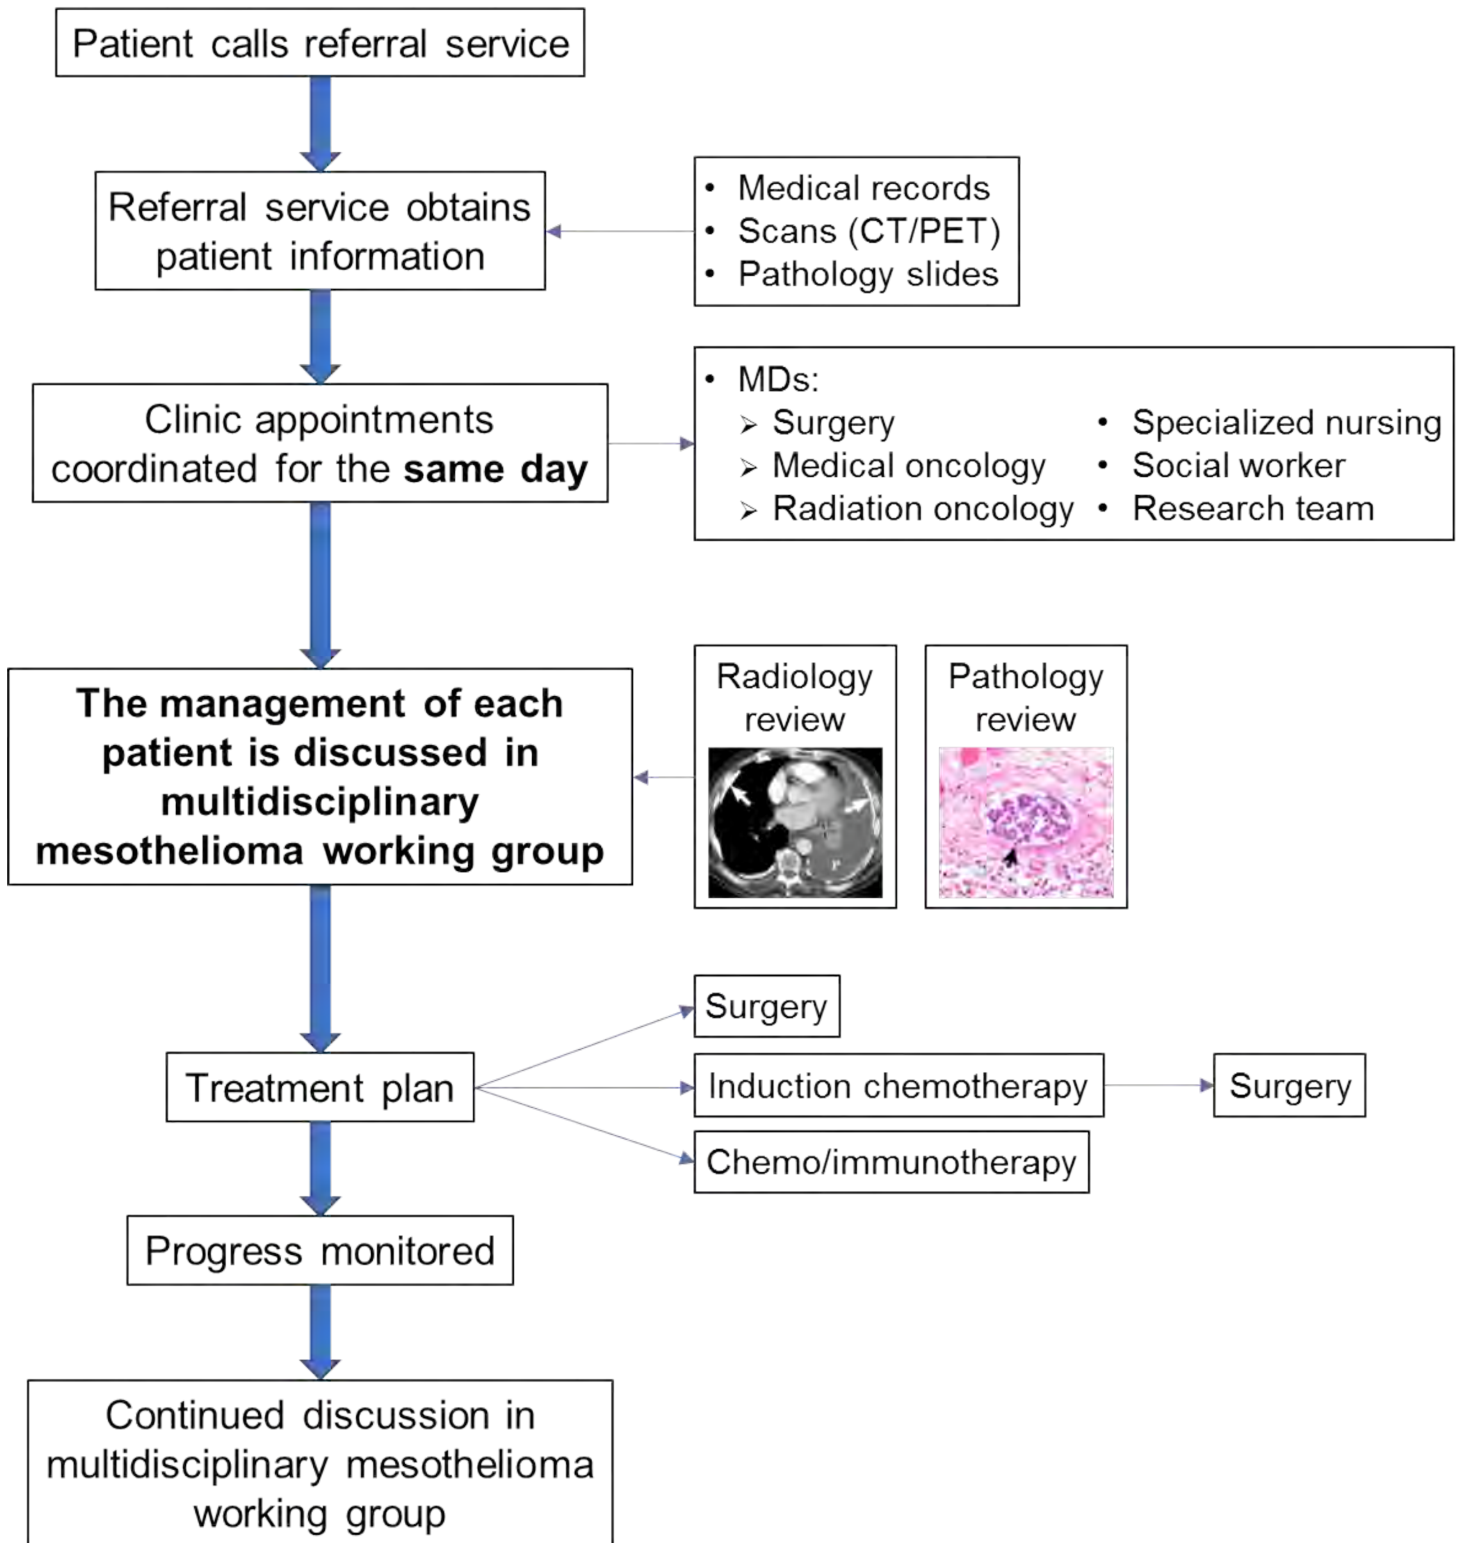 Patient calls referral service
Referral service obtains
patient information
• Medical records
• Scans (CT/PET)
• Pathology slides
Clinic appointments
coordinated for the same day
• MDs:
➢ Surgery
➢ Medical oncology
➢ Radiation oncology
• Specialized nursing
• Social worker
• Research team
The management of each
patient is discussed in
multidisciplinary
mesothelioma working group
Radiology
review
P
Pathology
review
Treatment plan
Surgery
Induction chemotherapy
Surgery
Chemo/immunotherapy
Progress monitored
Continued discussion in
multidisciplinary mesothelioma
working group